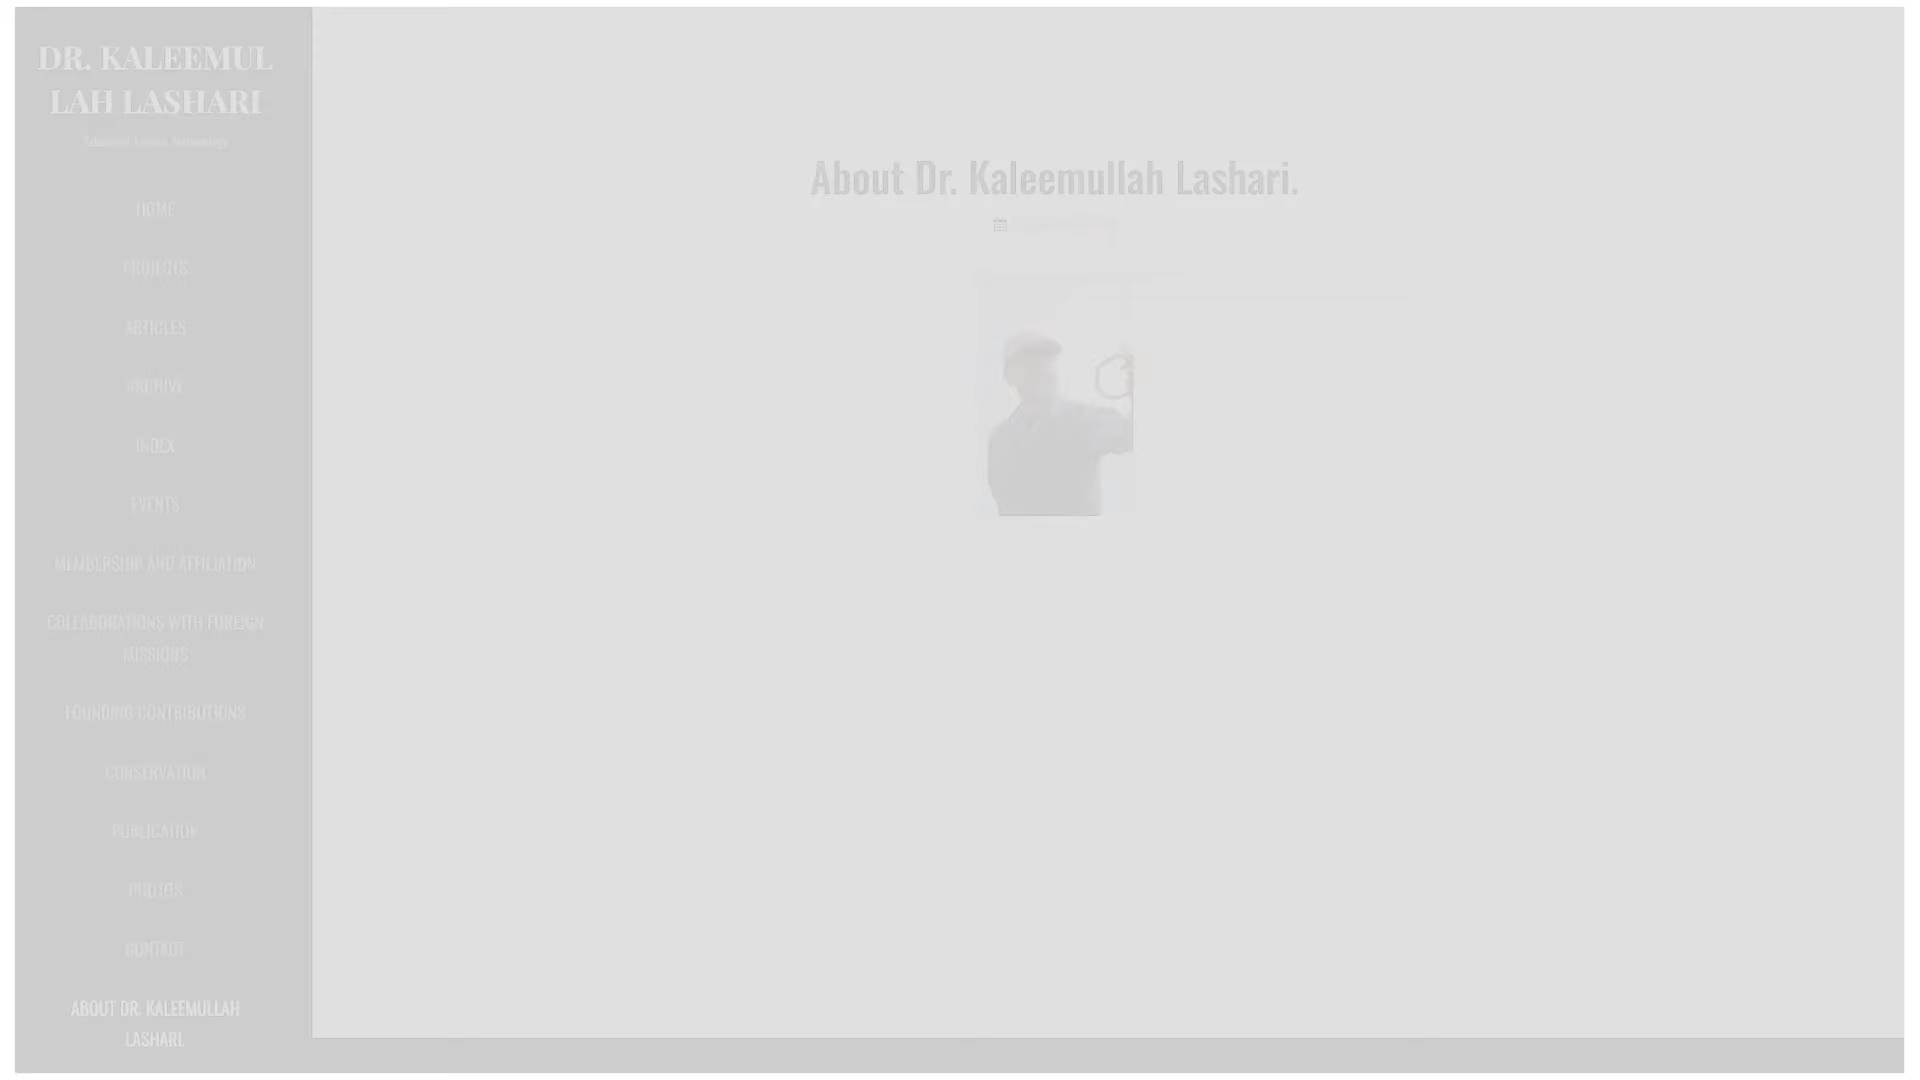 DR. KALEEMUL
LAH LASHARI
HOME
PROJECTS
ARTICLES
ARCHIVE
INDEX
EVENTS
MEMBERSHIP AND AFFILIATION
COLLABORATIONS WITH FOREIGN
MISSIONS
FOUNDING CONTRIBUTIONS
CONSERVATION
PUBLICATION
PHOTOS
CONTACT
ABOUT DR. KALEEMULLAH
LASHARI.
About Dr. Kaleemullah Lashari.